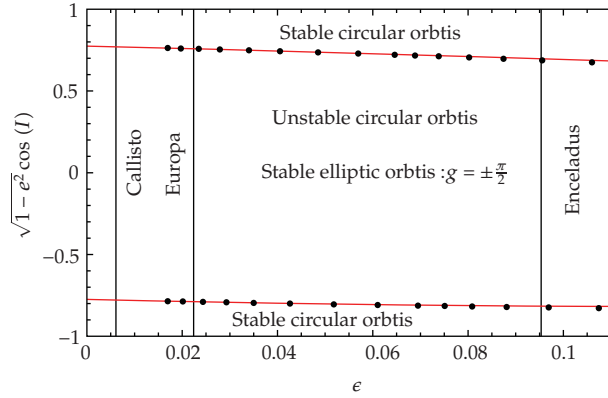 1
Stable circular orbtis
0.5
Unstable circular orbtis
0
Stable elliptic orbtis :g = ± π/2
−0.5
Stable circular orbtis
−1
√1 − e² cos (I)
Callisto
Europa
Enceladus
0 0.02 0.04 0.06 0.08 0.1
ϵ